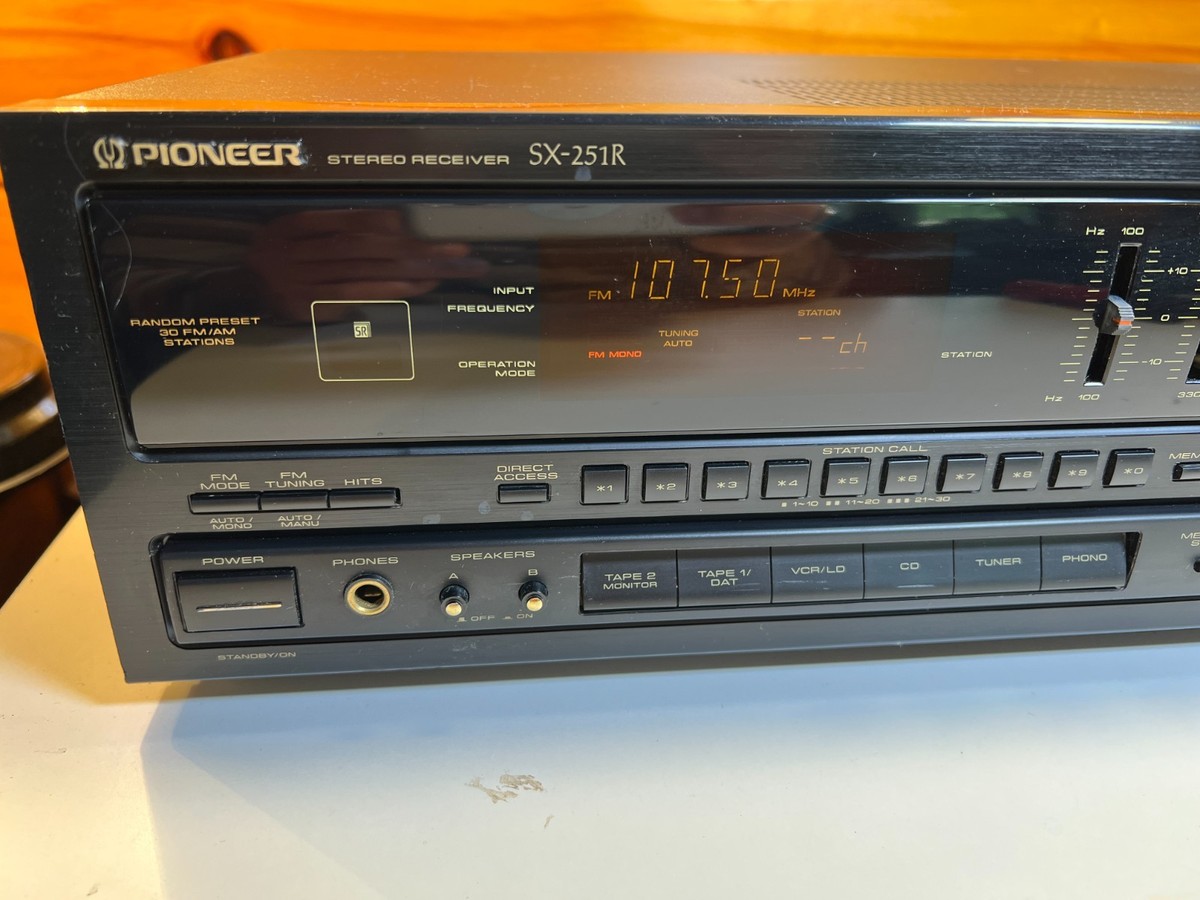 PIONEER STEREO RECEIVER SX-251R
RANDOM PRESET
30 FM/AM
STATIONS
SR
INPUT
FREQUENCY
OPERATION
MODE
FM 107.50 MHz
STATION
TUNING
AUTO
FM MONO
-- ch
STATION
Hz 100
+10
0
-10
Hz 100
330
FM
MODE
AUTO/
MONO
FM
TUNING
AUTO/
MANU
HITS
DIRECT
ACCESS
STATION CALL
*1 *2 *3 *4 *5 *6 *7 *8 *9 *0
1~10 11~20 21~30
MEM
POWER
STANDBY/ON
PHONES
SPEAKERS
A B
OFF ON
TAPE 2
MONITOR
TAPE 1/
DAT
VCR/LD
CD
TUNER
PHONO